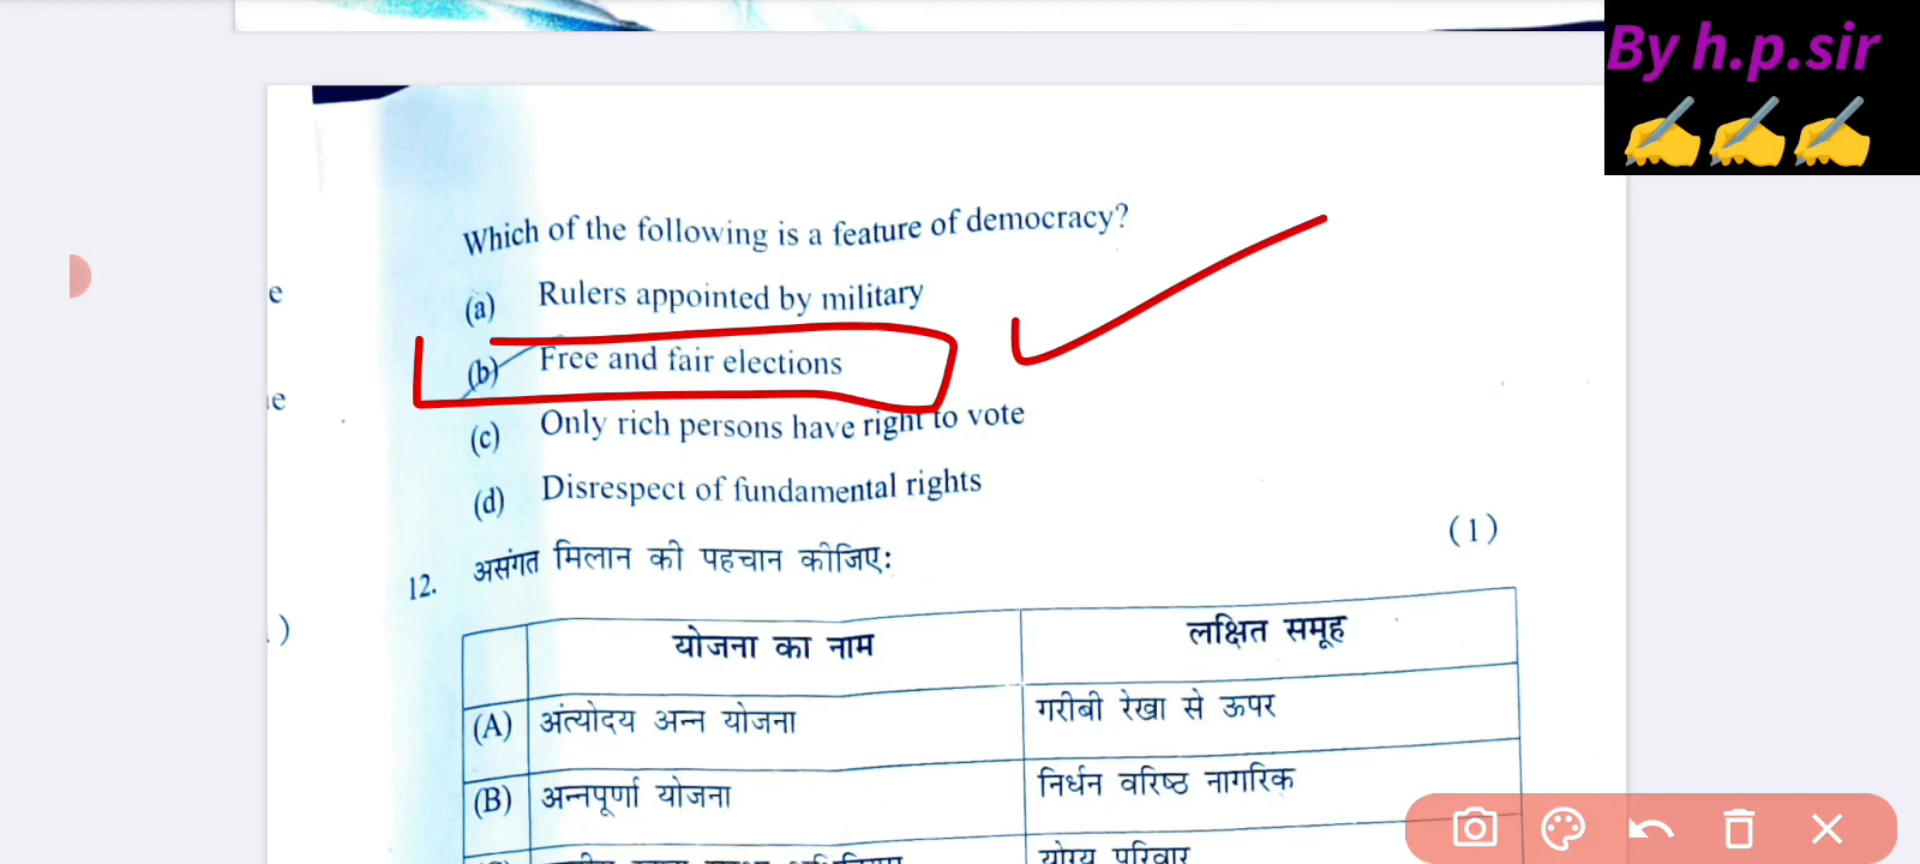 By h.p.sir
Which of the following is a feature of democracy?
e
(a) Rulers appointed by military
(b) Free and fair elections
e
(c) Only rich persons have right to vote
(d) Disrespect of fundamental rights
(1)
12. असंगत मिलान की पहचान कीजिए:
)
योजना का नाम लक्षित समूह
(A) अंत्योदय अन्न योजना गरीबी रेखा से ऊपर
(B) अन्नपूर्णा योजना निर्धन वरिष्ठ नागरिक
योग्य परिवार